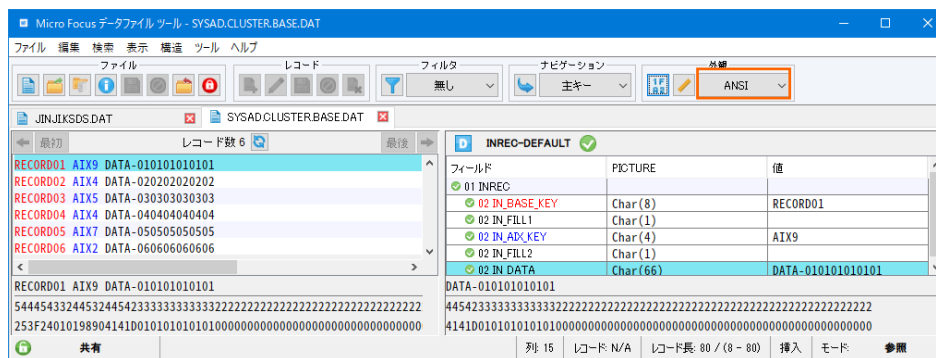 Micro Focus データファイル ツール - SYSAD.CLUSTER.BASE.DAT
ファイル 編集 検索 表示 構造 ツール ヘルプ
ファイル レコード フィルタ ナビゲーション 外観
無し 主キー ANSI
JINJI.KSDS.DAT SYSAD.CLUSTER.BASE.DAT
最初 レコード数 6 最後
RECORD01 AIX9 DATA-010101010101
RECORD02 AIX4 DATA-020202020202
RECORD03 AIX5 DATA-030303030303
RECORD04 AIX4 DATA-040404040404
RECORD05 AIX7 DATA-050505050505
RECORD06 AIX2 DATA-060606060606
INREC-DEFAULT
フィールド PICTURE 値
01 INREC
02 IN_BASE_KEY Char(8) RECORD01
02 IN_FILL1 Char(1)
02 IN_AIX_KEY Char(4) AIX9
02 IN_FILL2 Char(1)
02 IN DATA Char(66) DATA-010101010101
RECORD01 AIX9 DATA-010101010101
DATA-010101010101
共有 列: 15 レコード: N/A レコード長: 80 / (8 - 80) 挿入 モード: 参照